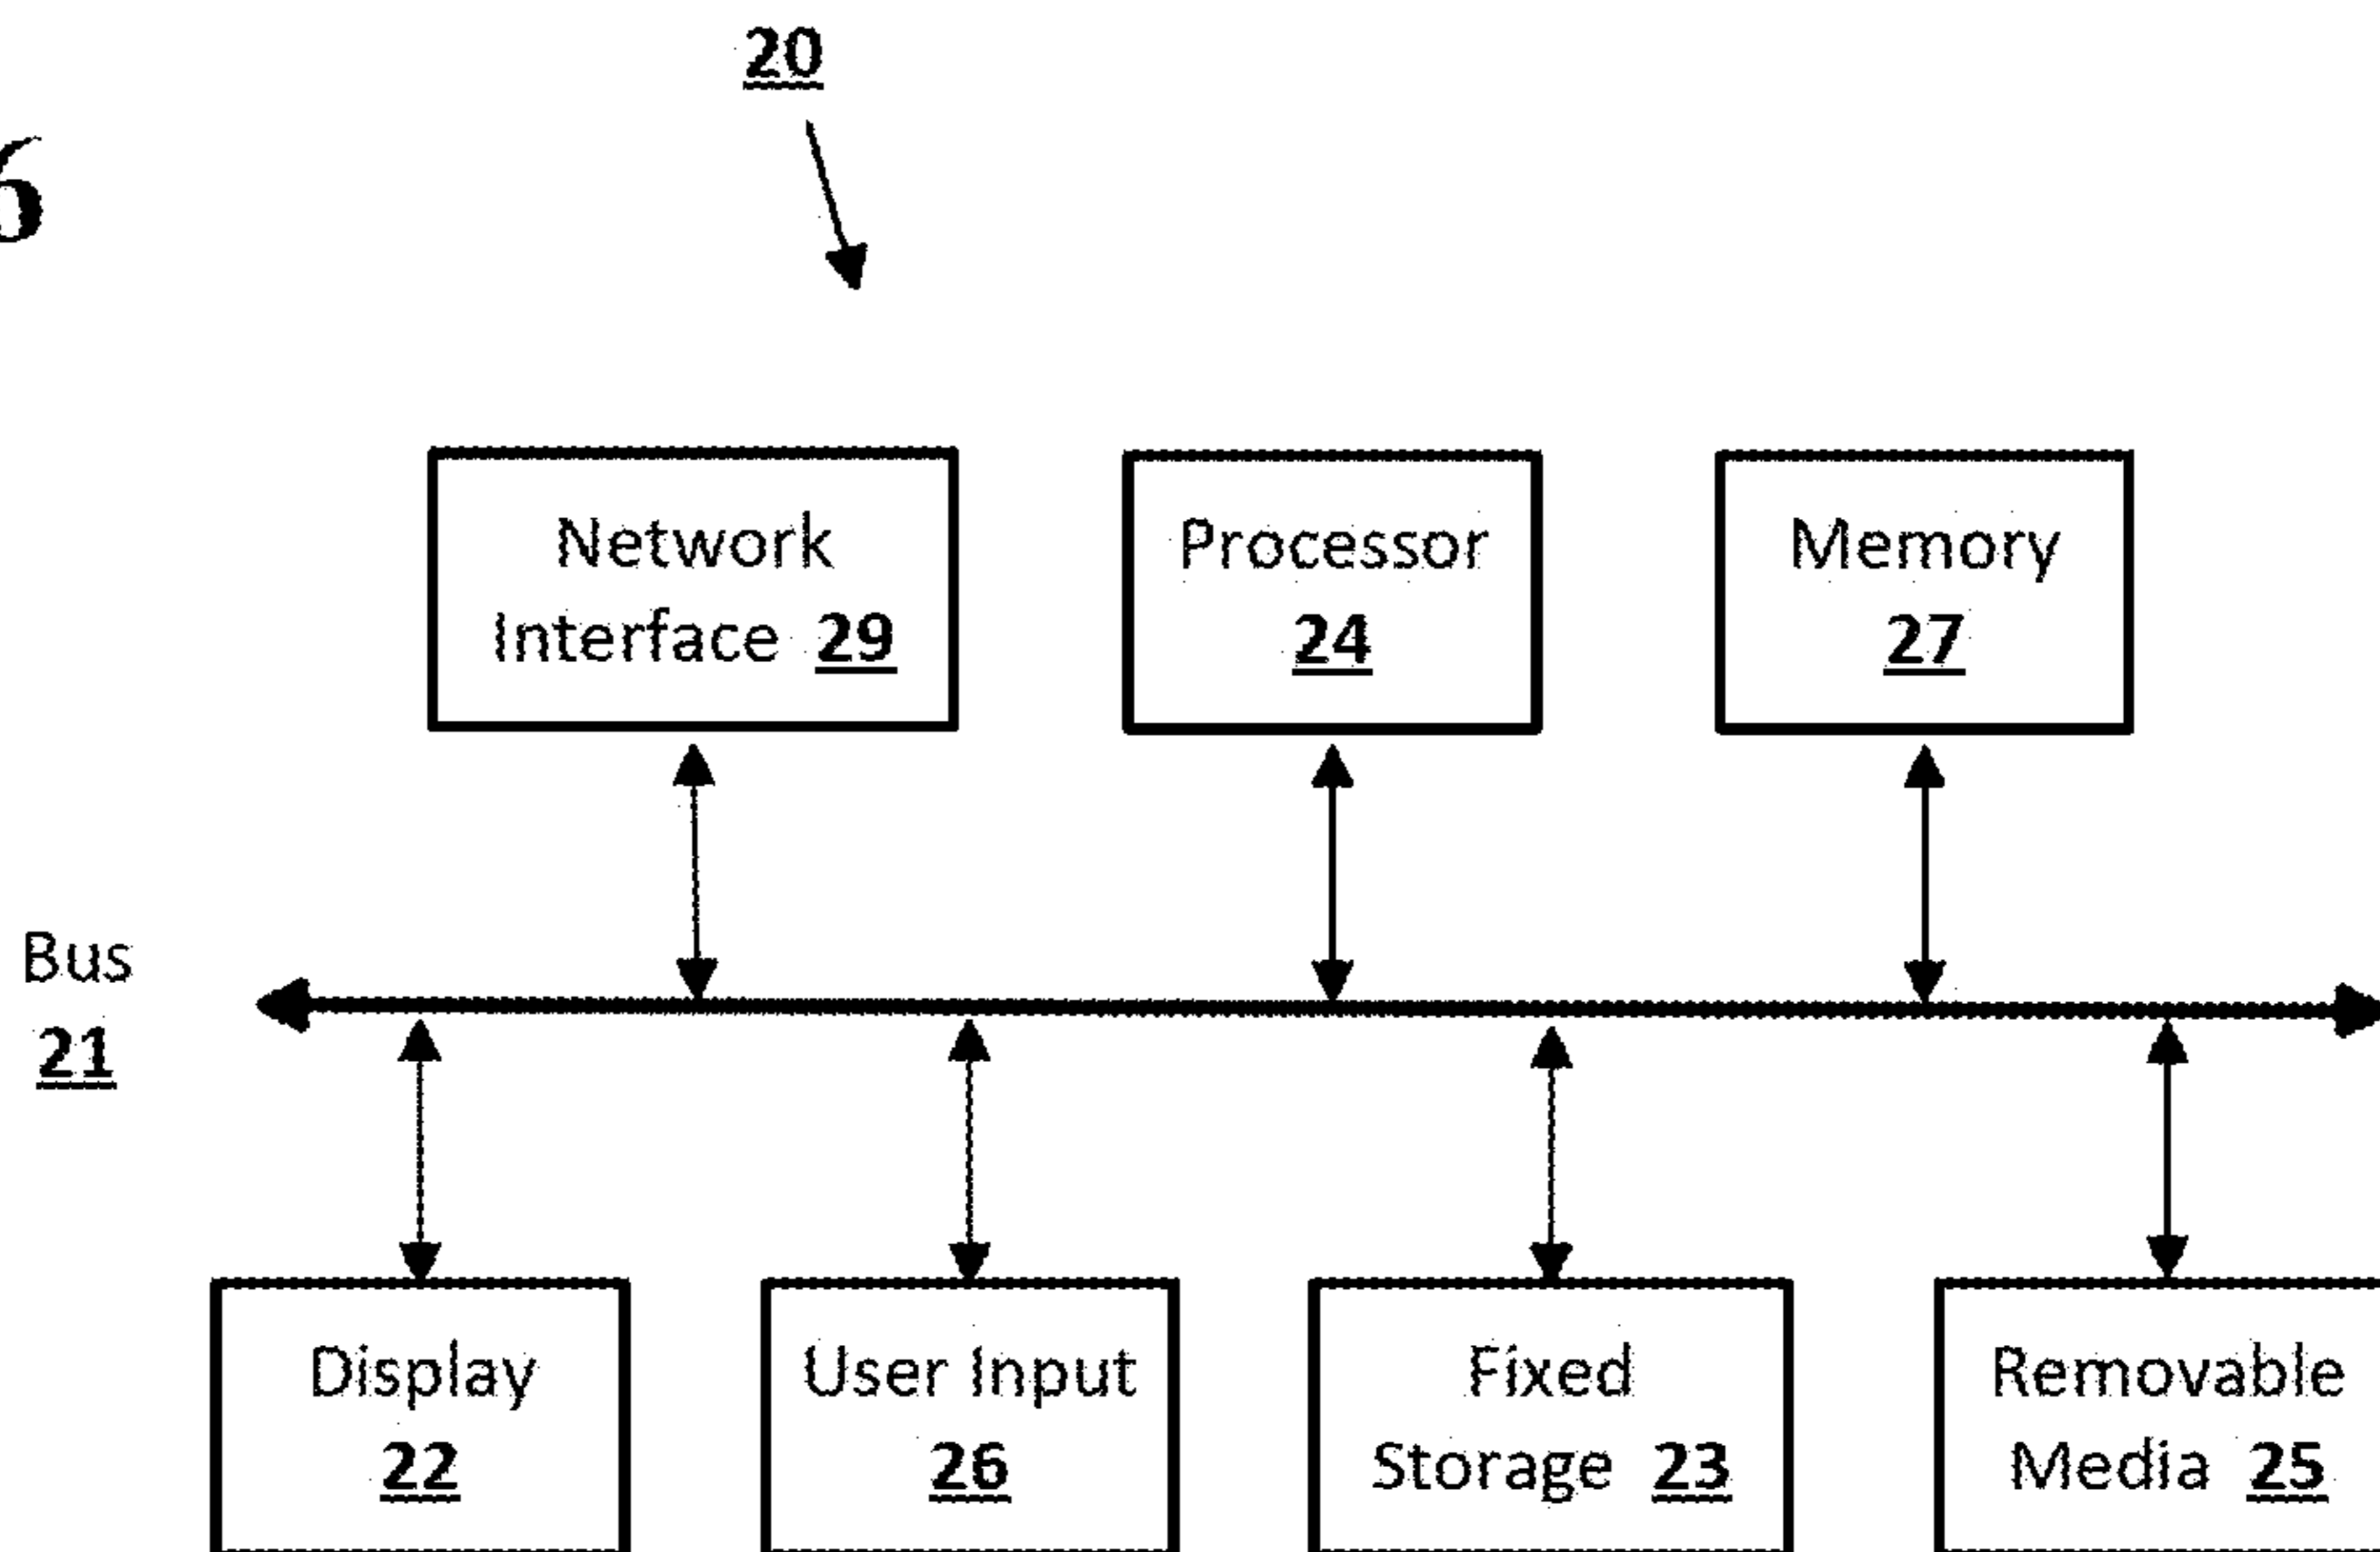 20
6
Network
Interface 29
Processor
24
Memory
27
Bus
21
Display
22
User Input
26
Fixed
Storage 23
Removable
Media 25